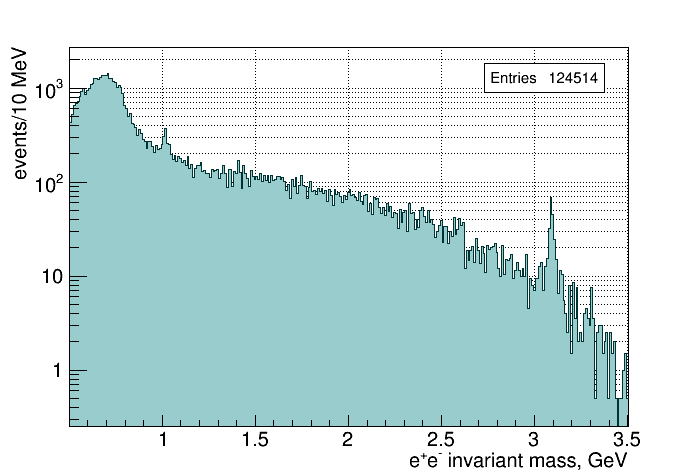 events/10 MeV
Entries 124514
10³
10²
10
1
1 1.5 2 2.5 3 3.5
e⁺e⁻ invariant mass, GeV